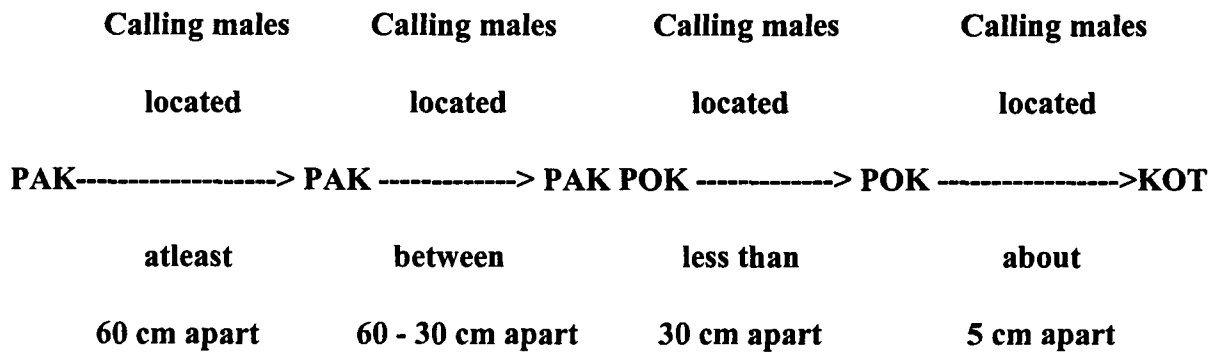 Calling males Calling males Calling males Calling males
located located located located
PAK--------------------> PAK -------------> PAK POK -------------> POK ------------------>KOT
atleast between less than about
60 cm apart 60 - 30 cm apart 30 cm apart 5 cm apart